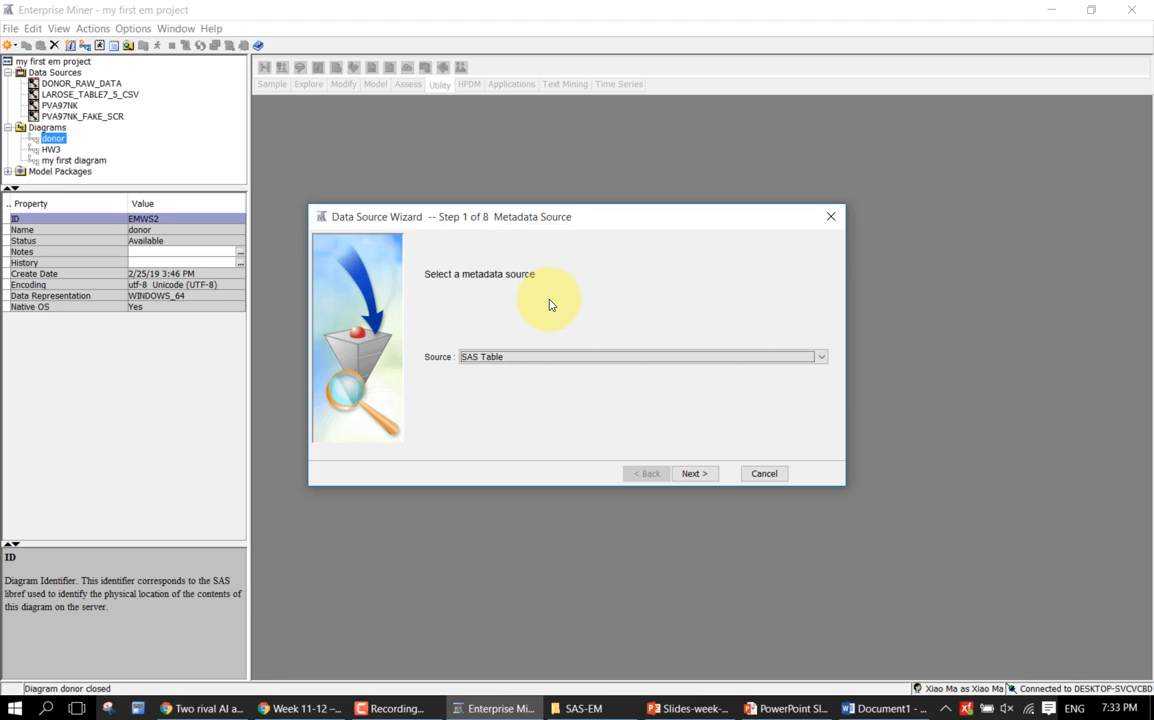 Enterprise Miner - my first em project
File Edit View Actions Options Window Help
my first em project
Data Sources
DONOR_RAW_DATA
LAROSE_TABLE7_5_CSV
PVA97NK
PVA97NK_FAKE_SCR
Diagrams
donor
HW3
my first diagram
Model Packages
Sample Explore Modify Model Assess Utility HPDM Applications Text Mining Time Series
.. Property Value
ID EMWS2
Name donor
Status Available
Notes ...
History ...
Create Date 2/25/19 3:46 PM
Encoding utf-8 Unicode (UTF-8)
Data Representation WINDOWS_64
Native OS Yes
Data Source Wizard -- Step 1 of 8 Metadata Source
Select a metadata source
Source : SAS Table
< Back Next > Cancel
ID
Diagram Identifier. This identifier corresponds to the SAS
libref used to identify the physical location of the contents of
this diagram on the server.
Diagram donor closed
Xiao Ma as Xiao Ma Connected to DESKTOP-SVCVCBD
Two rival AI a... Week 11-12 –... Recording... Enterprise Mi... SAS-EM Slides-week-... PowerPoint Sl... Document1 - ... ENG 7:33 PM